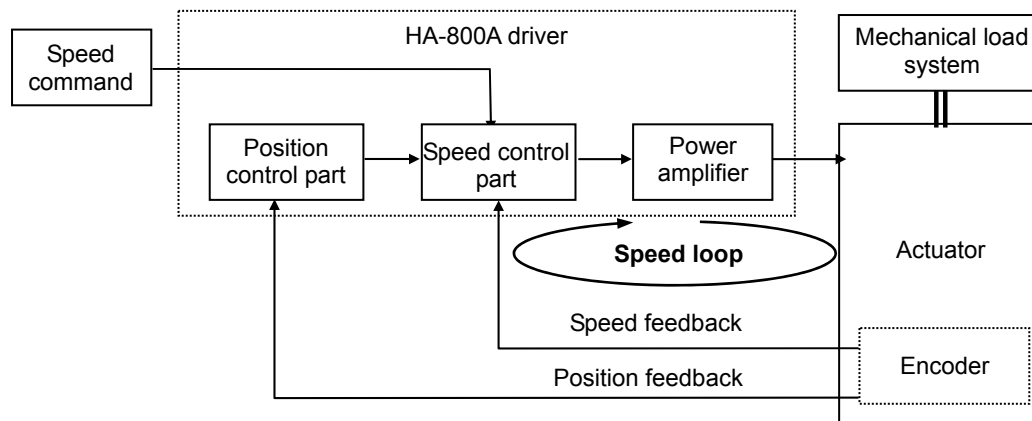 HA-800A driver
Speed
command
Mechanical load
system
Position
control part
Speed control
part
Power
amplifier
Speed loop
Actuator
Speed feedback
Encoder
Position feedback